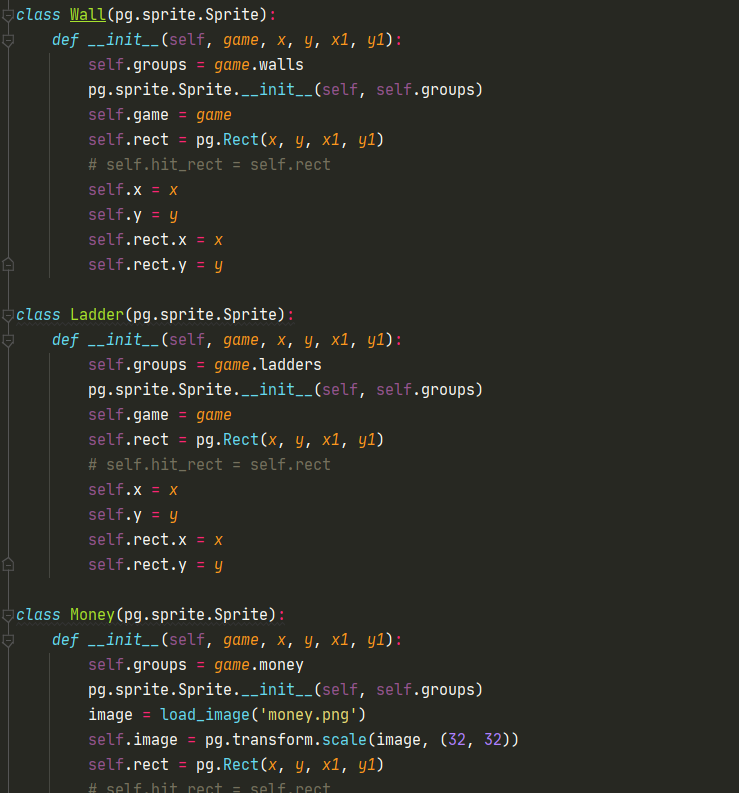 class Wall(pg.sprite.Sprite):
    def __init__(self, game, x, y, x1, y1):
        self.groups = game.walls
        pg.sprite.Sprite.__init__(self, self.groups)
        self.game = game
        self.rect = pg.Rect(x, y, x1, y1)
        # self.hit_rect = self.rect
        self.x = x
        self.y = y
        self.rect.x = x
        self.rect.y = y

class Ladder(pg.sprite.Sprite):
    def __init__(self, game, x, y, x1, y1):
        self.groups = game.ladders
        pg.sprite.Sprite.__init__(self, self.groups)
        self.game = game
        self.rect = pg.Rect(x, y, x1, y1)
        # self.hit_rect = self.rect
        self.x = x
        self.y = y
        self.rect.x = x
        self.rect.y = y

class Money(pg.sprite.Sprite):
    def __init__(self, game, x, y, x1, y1):
        self.groups = game.money
        pg.sprite.Sprite.__init__(self, self.groups)
        image = load_image('money.png')
        self.image = pg.transform.scale(image, (32, 32))
        self.rect = pg.Rect(x, y, x1, y1)
        # self.hit_rect = self.rect